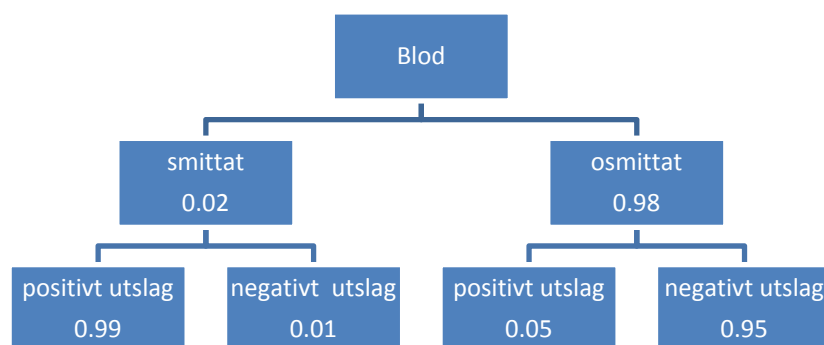 Blod
smittat
0.02
osmittat
0.98
positivt utslag
0.99
negativt utslag
0.01
positivt utslag
0.05
negativt utslag
0.95